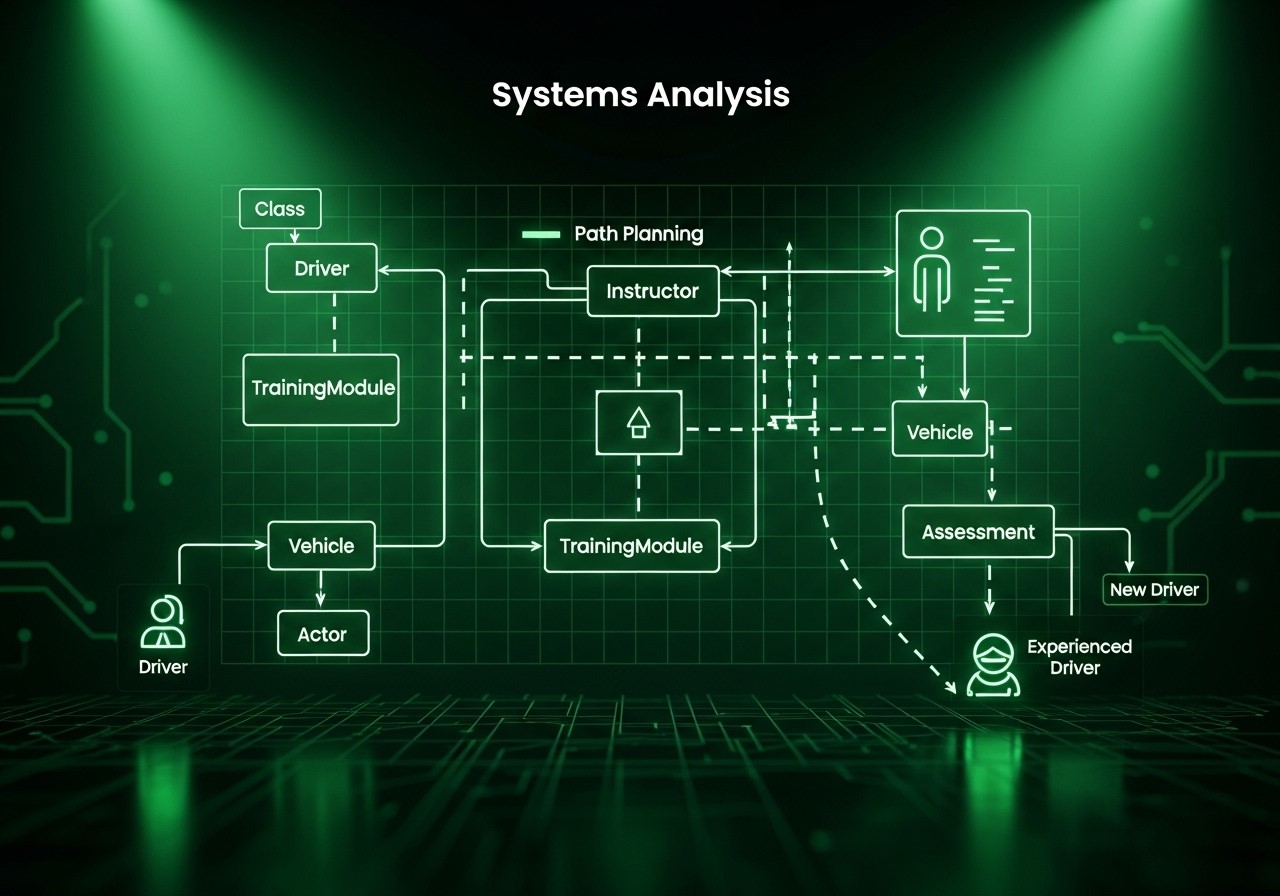 Systems Analysis
Class
Driver
TrainingModule
Path Planning
Instructor
TrainingModule
Vehicle
Actor
Driver
Vehicle
Assessment
New Driver
Experienced
Driver